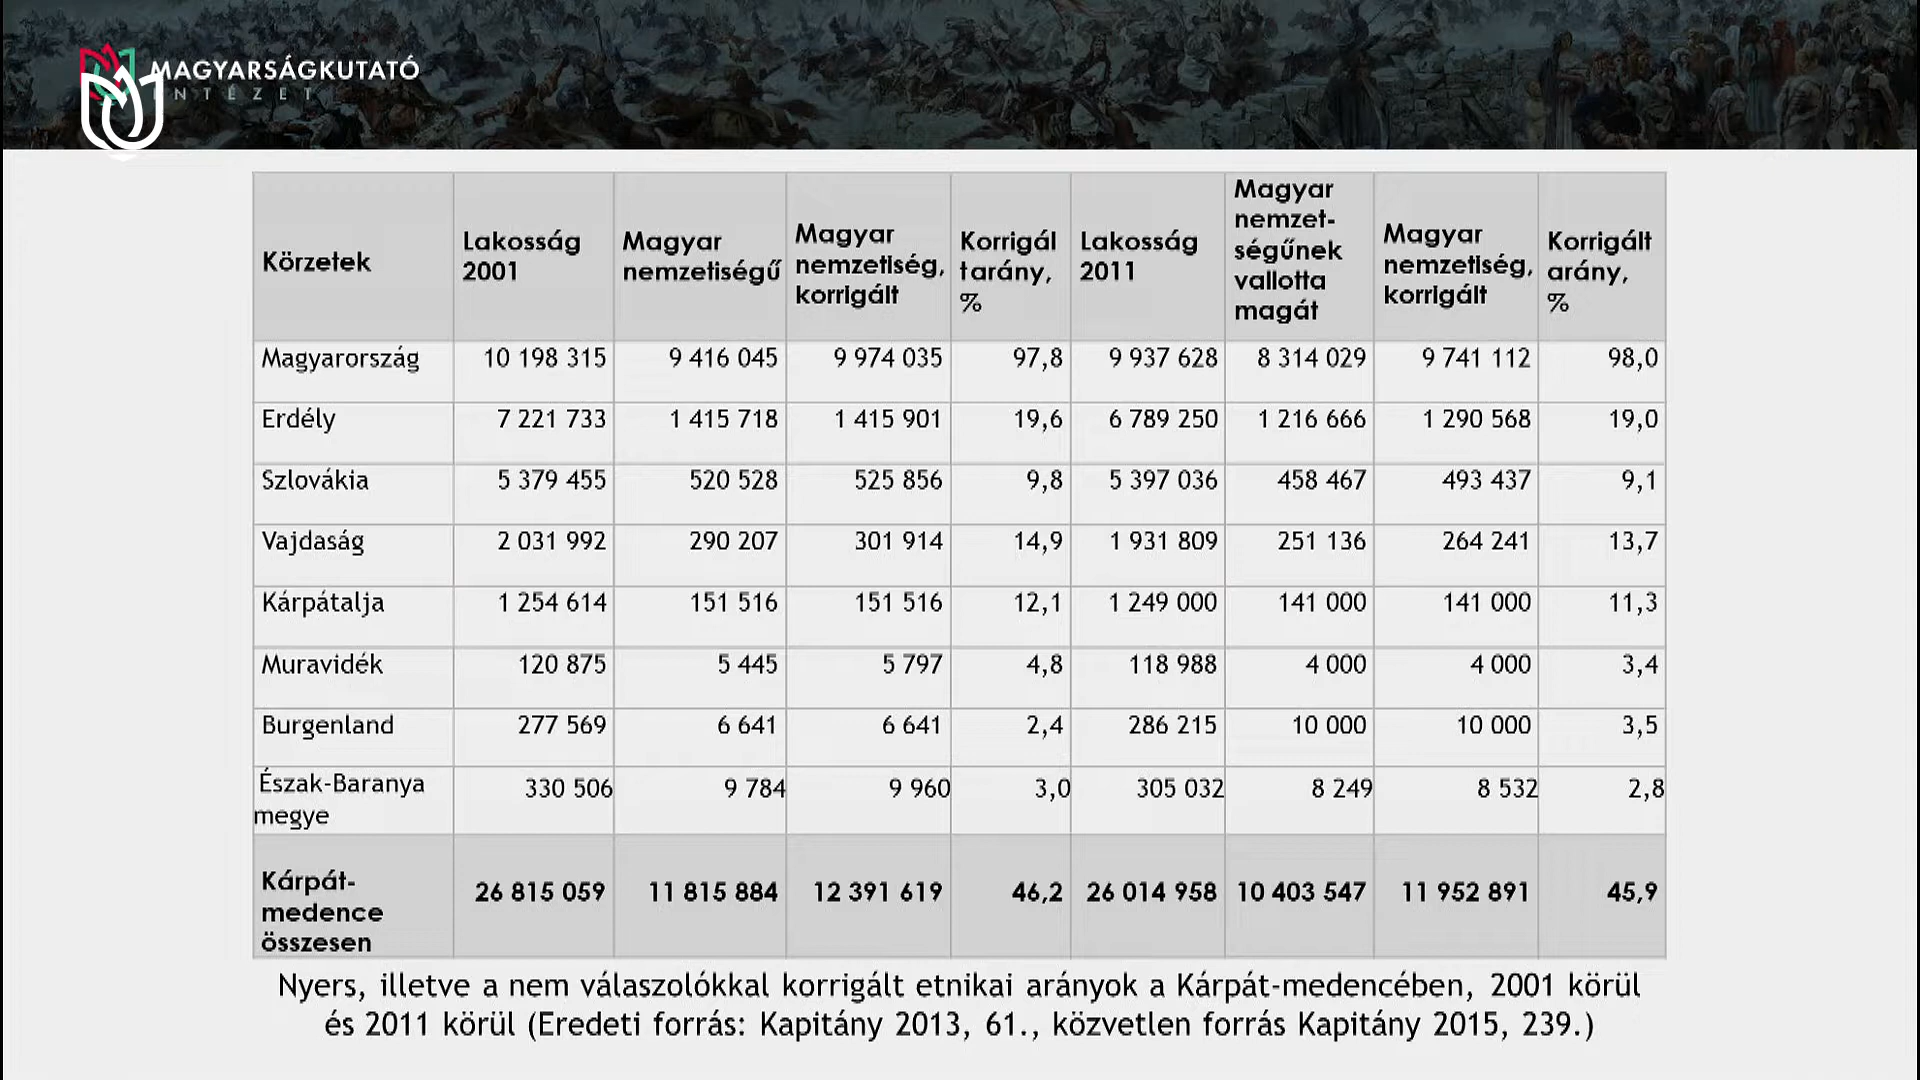 MAGYARSÁGKUTATÓ
INTÉZET
Körzetek | Lakosság 2001 | Magyar nemzetiségű | Magyar nemzetiség, korrigált | Korrigál tarány, % | Lakosság 2011 | Magyar nemzet-ségűnek vallotta magát | Magyar nemzetiség, korrigált | Korrigált arány, %
Magyarország | 10 198 315 | 9 416 045 | 9 974 035 | 97,8 | 9 937 628 | 8 314 029 | 9 741 112 | 98,0
Erdély | 7 221 733 | 1 415 718 | 1 415 901 | 19,6 | 6 789 250 | 1 216 666 | 1 290 568 | 19,0
Szlovákia | 5 379 455 | 520 528 | 525 856 | 9,8 | 5 397 036 | 458 467 | 493 437 | 9,1
Vajdaság | 2 031 992 | 290 207 | 301 914 | 14,9 | 1 931 809 | 251 136 | 264 241 | 13,7
Kárpátalja | 1 254 614 | 151 516 | 151 516 | 12,1 | 1 249 000 | 141 000 | 141 000 | 11,3
Muravidék | 120 875 | 5 445 | 5 797 | 4,8 | 118 988 | 4 000 | 4 000 | 3,4
Burgenland | 277 569 | 6 641 | 6 641 | 2,4 | 286 215 | 10 000 | 10 000 | 3,5
Észak-Baranya megye | 330 506 | 9 784 | 9 960 | 3,0 | 305 032 | 8 249 | 8 532 | 2,8
Kárpát-medence összesen | 26 815 059 | 11 815 884 | 12 391 619 | 46,2 | 26 014 958 | 10 403 547 | 11 952 891 | 45,9
Nyers, illetve a nem válaszolókkal korrigált etnikai arányok a Kárpát-medencében, 2001 körül
és 2011 körül (Eredeti forrás: Kapitány 2013, 61., közvetlen forrás Kapitány 2015, 239.)